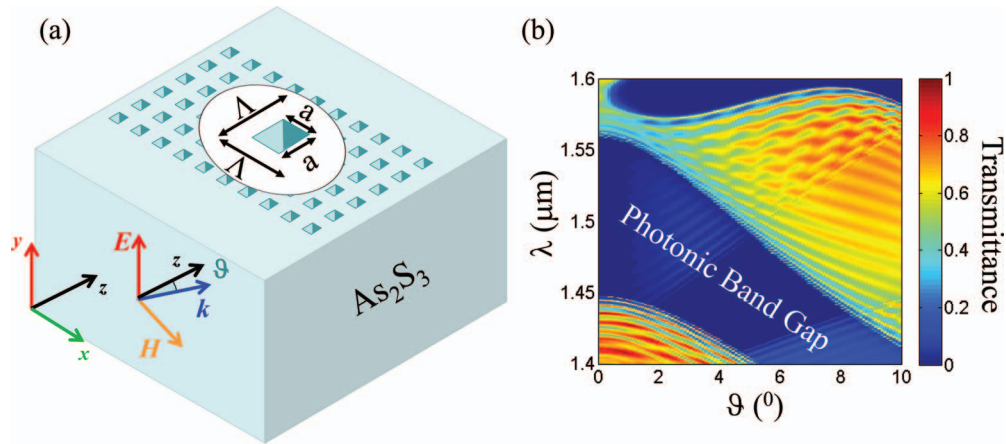 (a)
Λ
a
Λ
a
y
z
x
E
z
ϑ
k
H
As₂S₃
(b)
1.6
1.55
1.5
1.45
1.4
λ (μm)
Photonic Band Gap
0 2 4 6 8 10
ϑ (⁰)
1
0.8
0.6
0.4
0.2
0
Transmittance